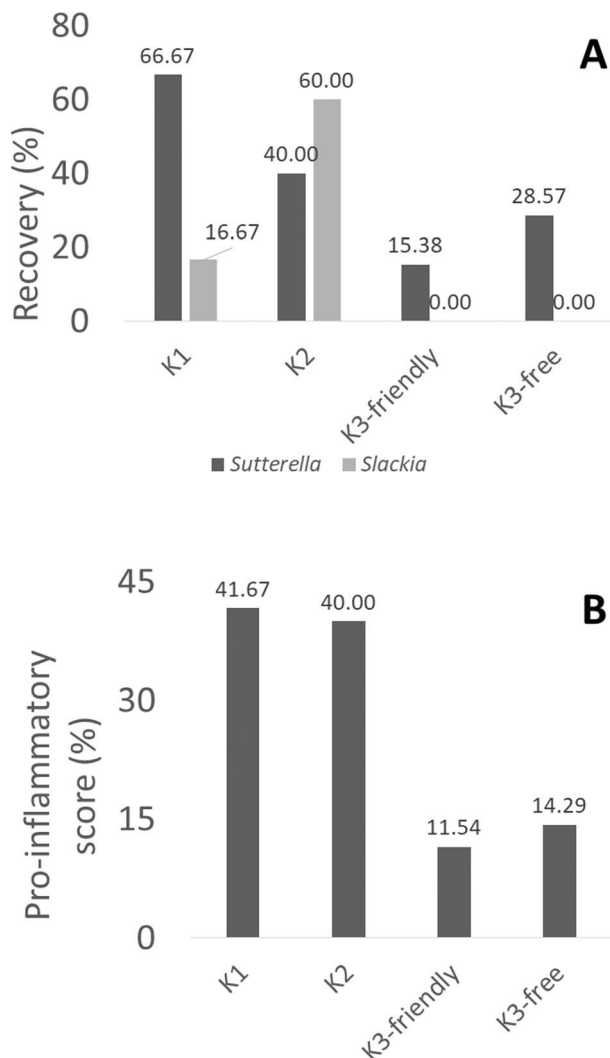 A
Recovery (%)
80
60
40
20
0
66.67
16.67
40.00
60.00
15.38
0.00
28.57
0.00
K1
K2
K3-friendly
K3-free
Sutterella
Slackia
B
Pro-inflammatory
score (%)
45
30
15
0
41.67
40.00
11.54
14.29
K1
K2
K3-friendly
K3-free